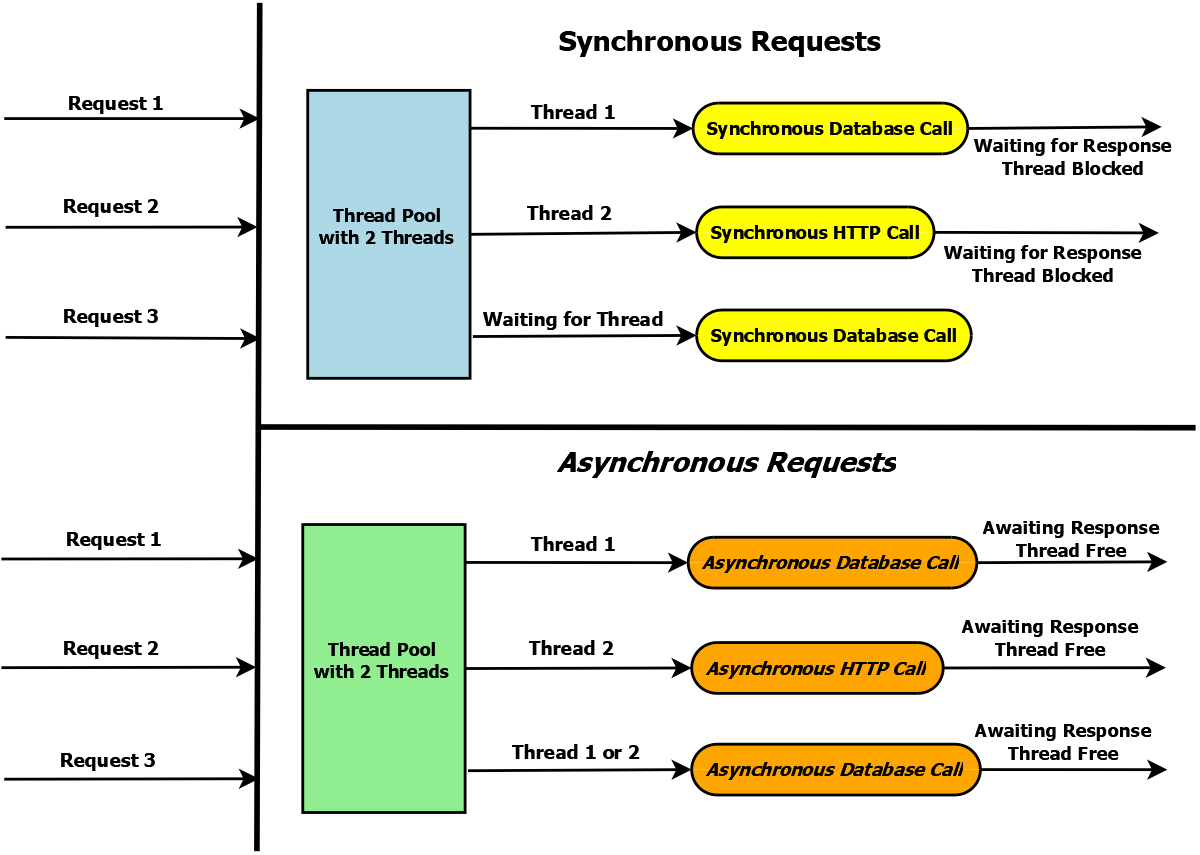 Synchronous Requests
Request 1
Thread 1
Synchronous Database Call
Waiting for Response
Thread Blocked
Request 2
Thread Pool
with 2 Threads
Thread 2
Synchronous HTTP Call
Waiting for Response
Thread Blocked
Request 3
Waiting for Thread
Synchronous Database Call
Asynchronous Requests
Request 1
Thread 1
Asynchronous Database Call
Awaiting Response
Thread Free
Request 2
Thread Pool
with 2 Threads
Thread 2
Asynchronous HTTP Call
Awaiting Response
Thread Free
Request 3
Thread 1 or 2
Asynchronous Database Call
Awaiting Response
Thread Free